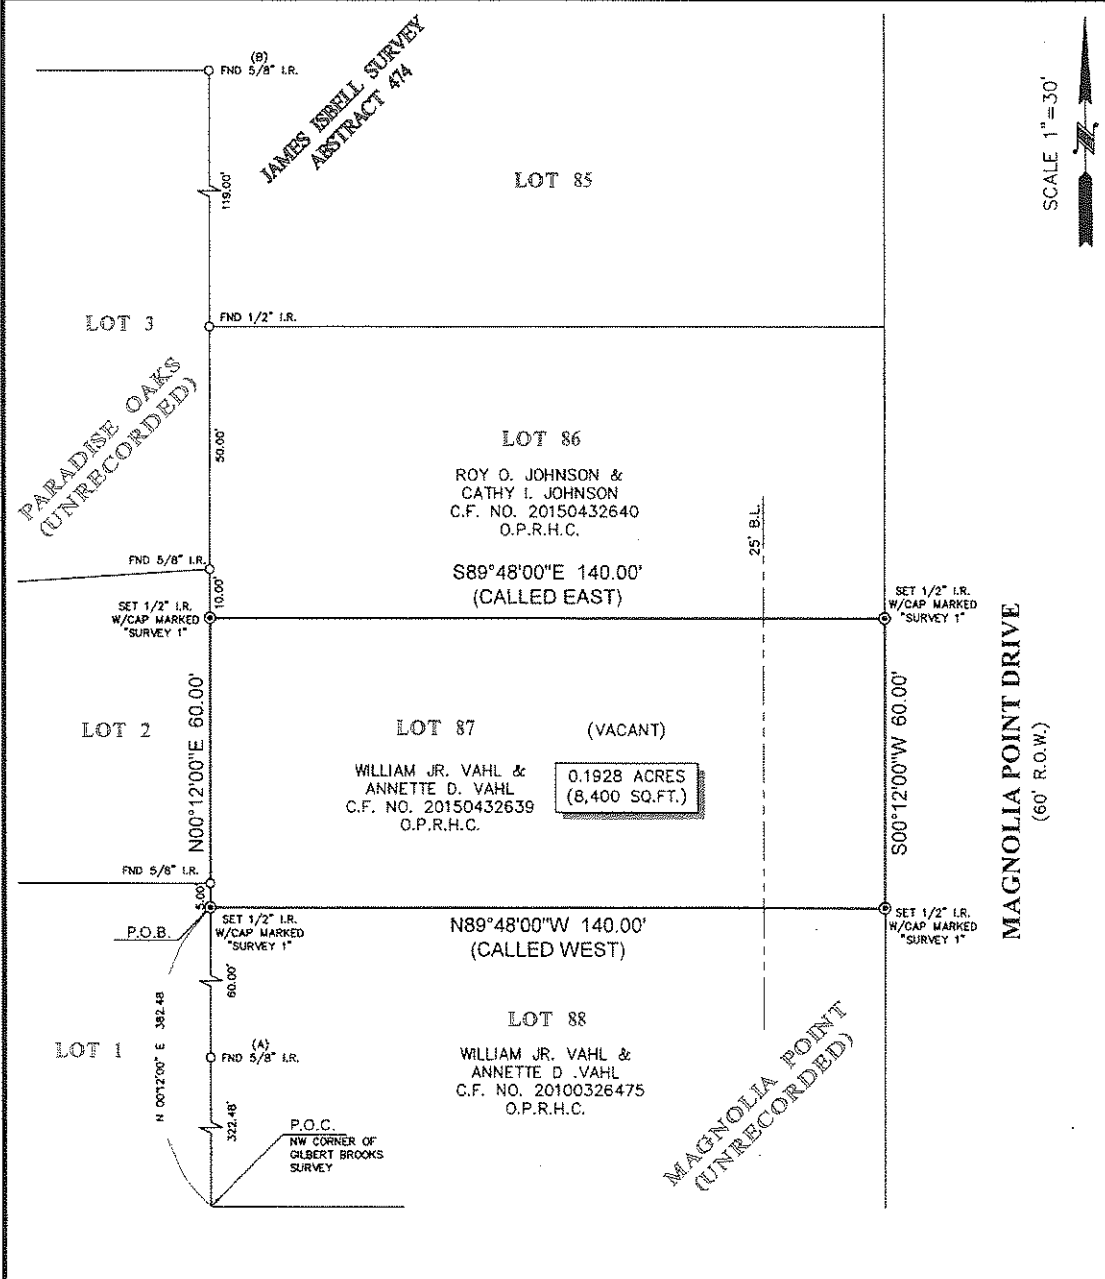 (B)
FND 5/8" I.R.
JAMES ISBELL SURVEY
ABSTRACT 474
SCALE 1"=30'
N
119.00'
LOT 85
LOT 3
FND 1/2" I.R.
PARADISE OAKS
(UNRECORDED)
50.00'
LOT 86
ROY O. JOHNSON &
CATHY I. JOHNSON
C.F. NO. 20150432640
O.P.R.H.C.
25' B.L.
FND 5/8" I.R.
10.00'
S89°48'00"E 140.00'
(CALLED EAST)
SET 1/2" I.R.
W/CAP MARKED
"SURVEY 1"
SET 1/2" I.R.
W/CAP MARKED
"SURVEY 1"
N00°12'00"E 60.00'
LOT 2
LOT 87
(VACANT)
WILLIAM JR. VAHL &
ANNETTE D. VAHL
C.F. NO. 20150432639
O.P.R.H.C.
0.1928 ACRES
(8,400 SQ.FT.)
S00°12'00"W 60.00'
MAGNOLIA POINT DRIVE
(60' R.O.W.)
FND 5/8" I.R.
5.00'
P.O.B.
SET 1/2" I.R.
W/CAP MARKED
"SURVEY 1"
N89°48'00"W 140.00'
(CALLED WEST)
SET 1/2" I.R.
W/CAP MARKED
"SURVEY 1"
60.00'
N 00°12'00" E 382.48
LOT 1
(A)
FND 5/8" I.R.
LOT 88
WILLIAM JR. VAHL &
ANNETTE D .VAHL
C.F. NO. 20100326475
O.P.R.H.C.
MAGNOLIA POINT
(UNRECORDED)
322.48'
P.O.C.
NW CORNER OF
GILBERT BROOKS
SURVEY